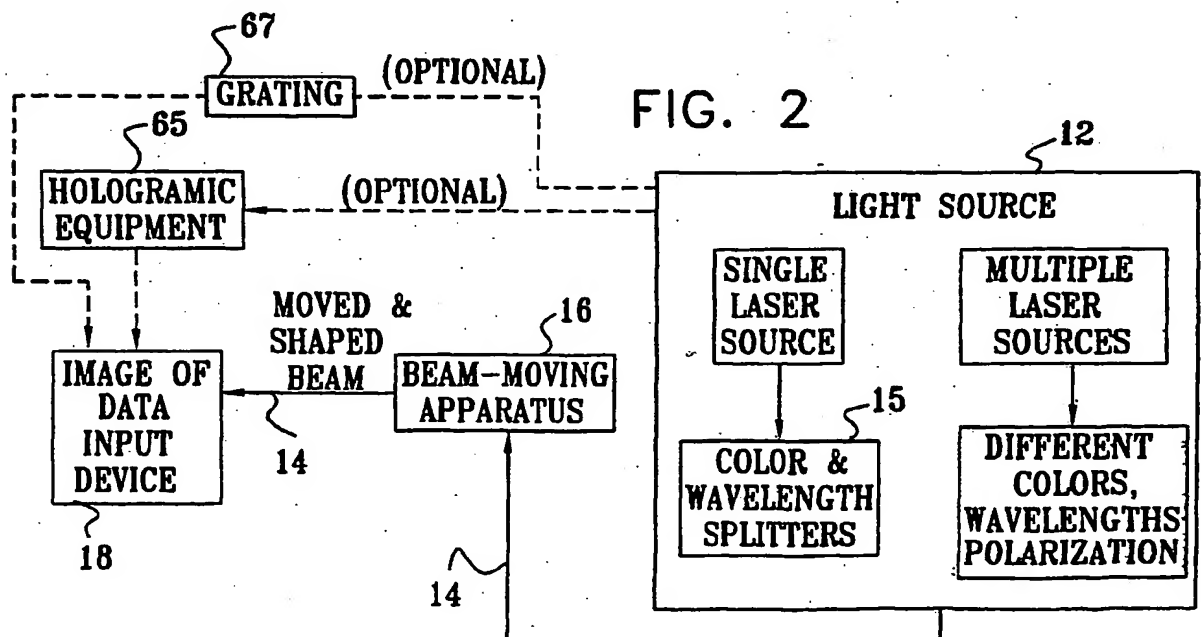 67
GRATING
(OPTIONAL)
FIG. 2
65
HOLOGRAMIC
EQUIPMENT
(OPTIONAL)
12
LIGHT SOURCE
SINGLE
LASER
SOURCE
MULTIPLE
LASER
SOURCES
MOVED &
SHAPED
BEAM
16
BEAM-MOVING
APPARATUS
IMAGE OF
DATA
INPUT
DEVICE
14
18
15
COLOR &
WAVELENGTH
SPLITTERS
DIFFERENT
COLORS,
WAVELENGTHS
POLARIZATION
14